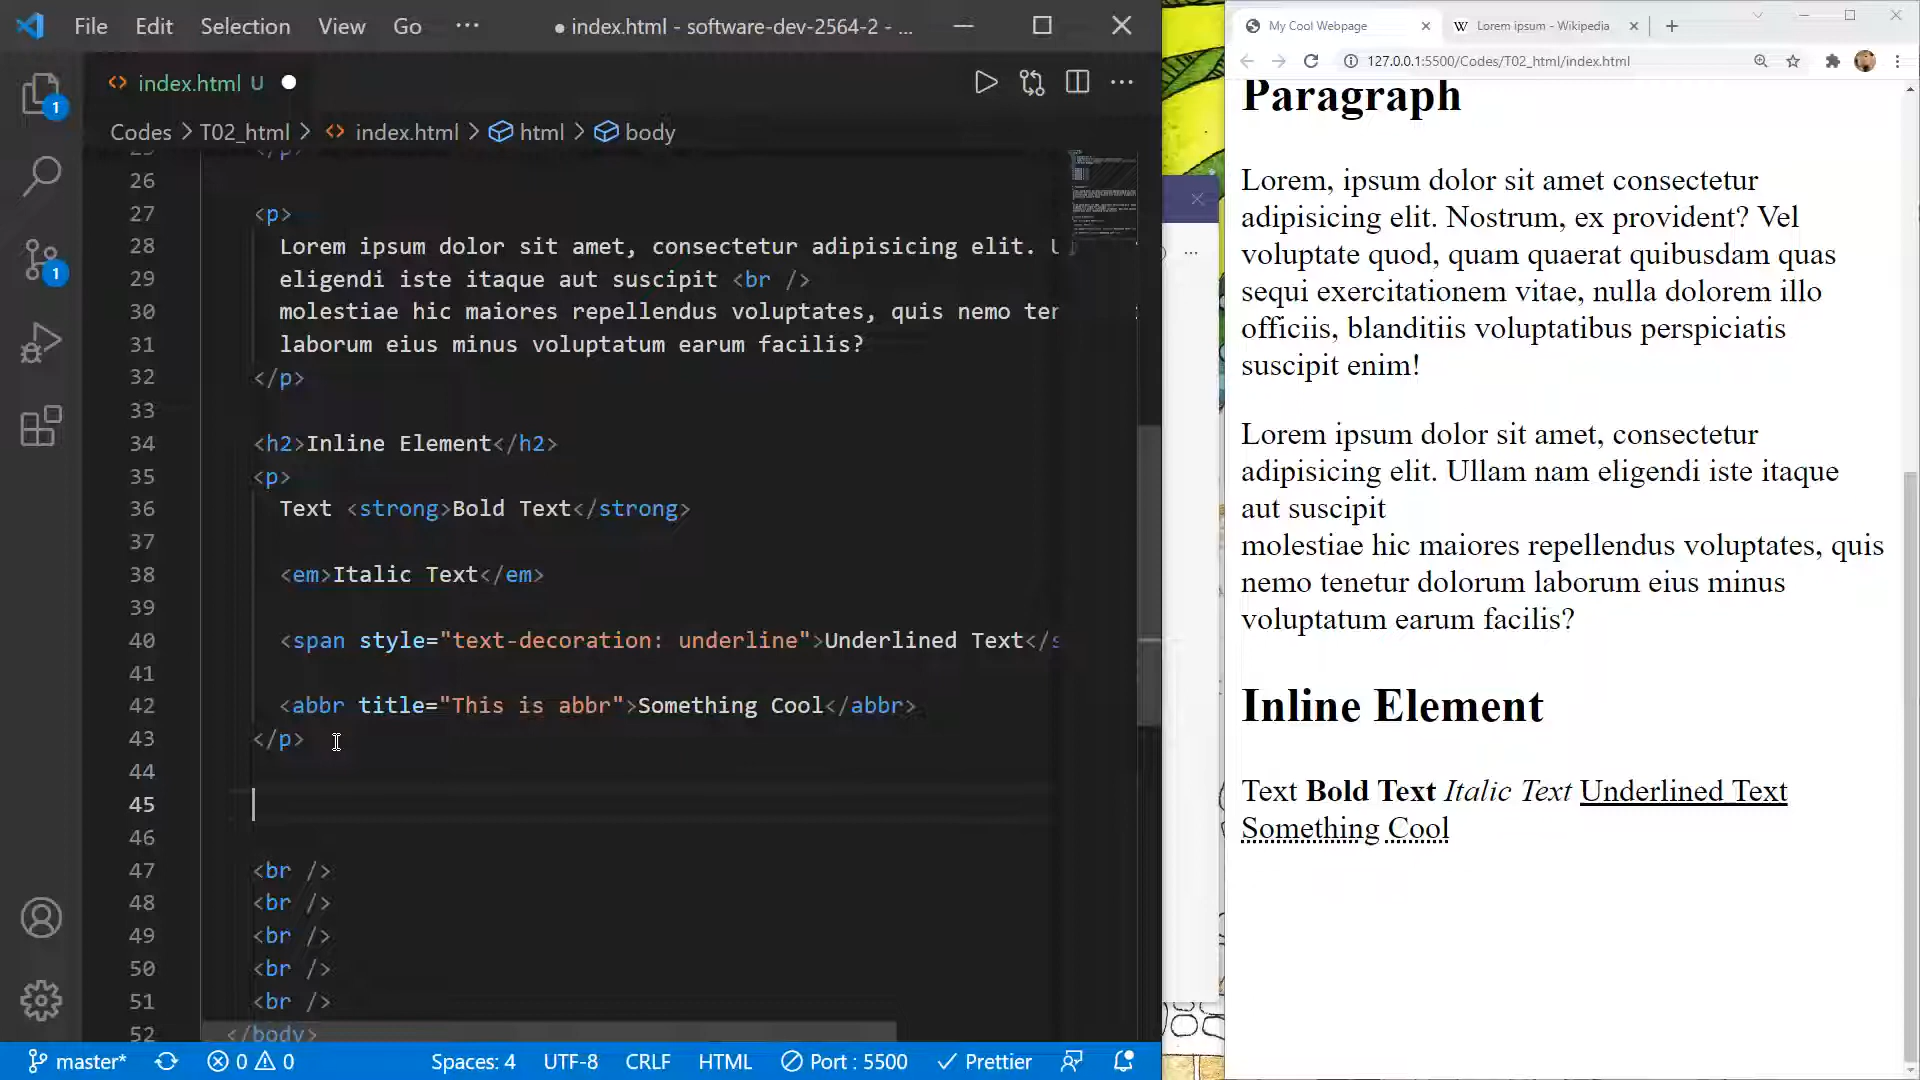 File Edit Selection View Go ··· ● index.html - software-dev-2564-2 - ...
index.html U
Codes > T02_html > index.html > html > body
26
27 <p>
28 Lorem ipsum dolor sit amet, consectetur adipisicing elit. U
29 eligendi iste itaque aut suscipit <br />
30 molestiae hic maiores repellendus voluptates, quis nemo ten
31 laborum eius minus voluptatum earum facilis?
32 </p>
33
34 <h2>Inline Element</h2>
35 <p>
36 Text <strong>Bold Text</strong>
37
38 <em>Italic Text</em>
39
40 <span style="text-decoration: underline">Underlined Text</s
41
42 <abbr title="This is abbr">Something Cool</abbr>
43 </p>
44
45
46
47 <br />
48 <br />
49 <br />
50 <br />
51 <br />
52 </body>
1
1
master* 0 0 Spaces: 4 UTF-8 CRLF HTML Port : 5500 Prettier
My Cool Webpage Lorem ipsum - Wikipedia
127.0.0.1:5500/Codes/T02_html/index.html
Paragraph
Lorem, ipsum dolor sit amet consectetur
adipisicing elit. Nostrum, ex provident? Vel
voluptate quod, quam quaerat quibusdam quas
sequi exercitationem vitae, nulla dolorem illo
officiis, blanditiis voluptatibus perspiciatis
suscipit enim!
Lorem ipsum dolor sit amet, consectetur
adipisicing elit. Ullam nam eligendi iste itaque
aut suscipit
molestiae hic maiores repellendus voluptates, quis
nemo tenetur dolorum laborum eius minus
voluptatum earum facilis?
Inline Element
Text Bold Text Italic Text Underlined Text
Something Cool